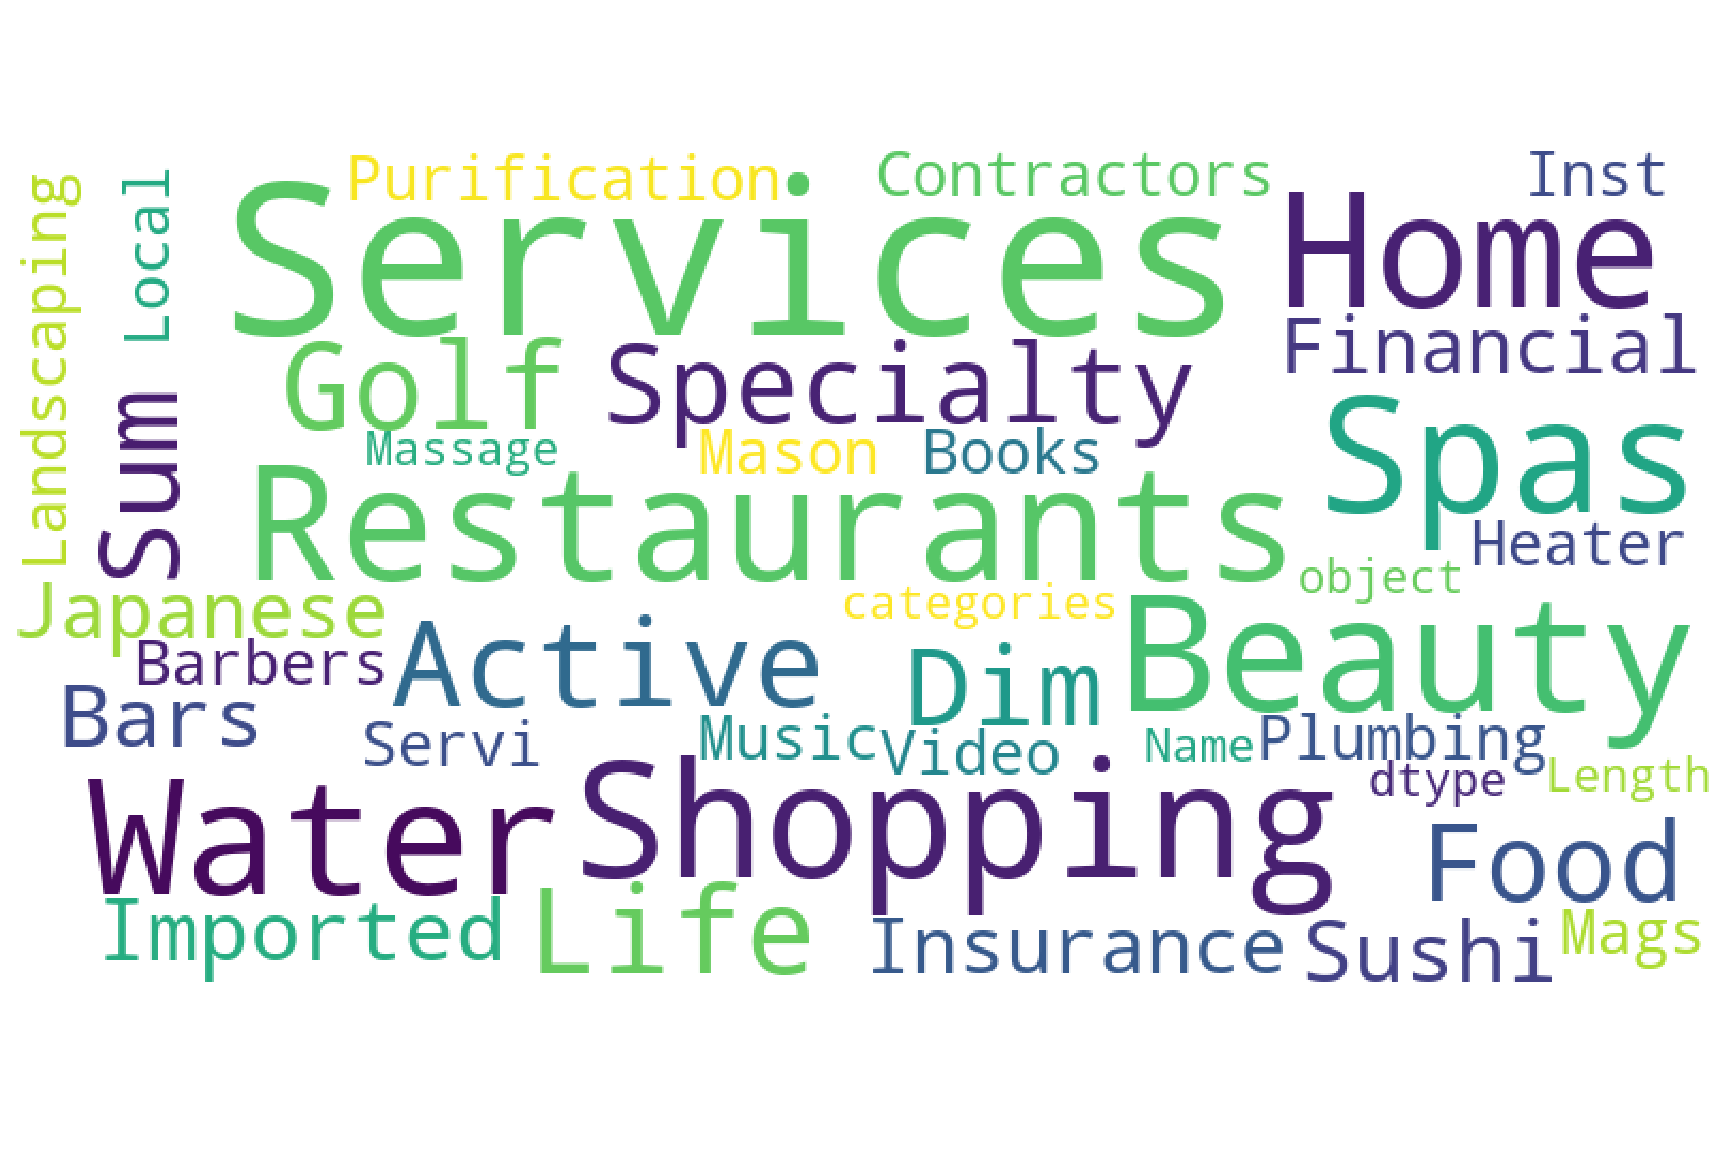 Purification
Contractors
Inst
Landscaping
Local
Services
Home
Financial
Golf
Specialty
Sum
Spas
Massage
Mason
Books
Restaurants
Heater
object
Japanese
categories
Beauty
Barbers
Active
Dim
Bars
Servi
Music
Video
Name
Plumbing
dtype
Length
Water
Shopping
Food
Imported
Life
Insurance
Sushi
Mags